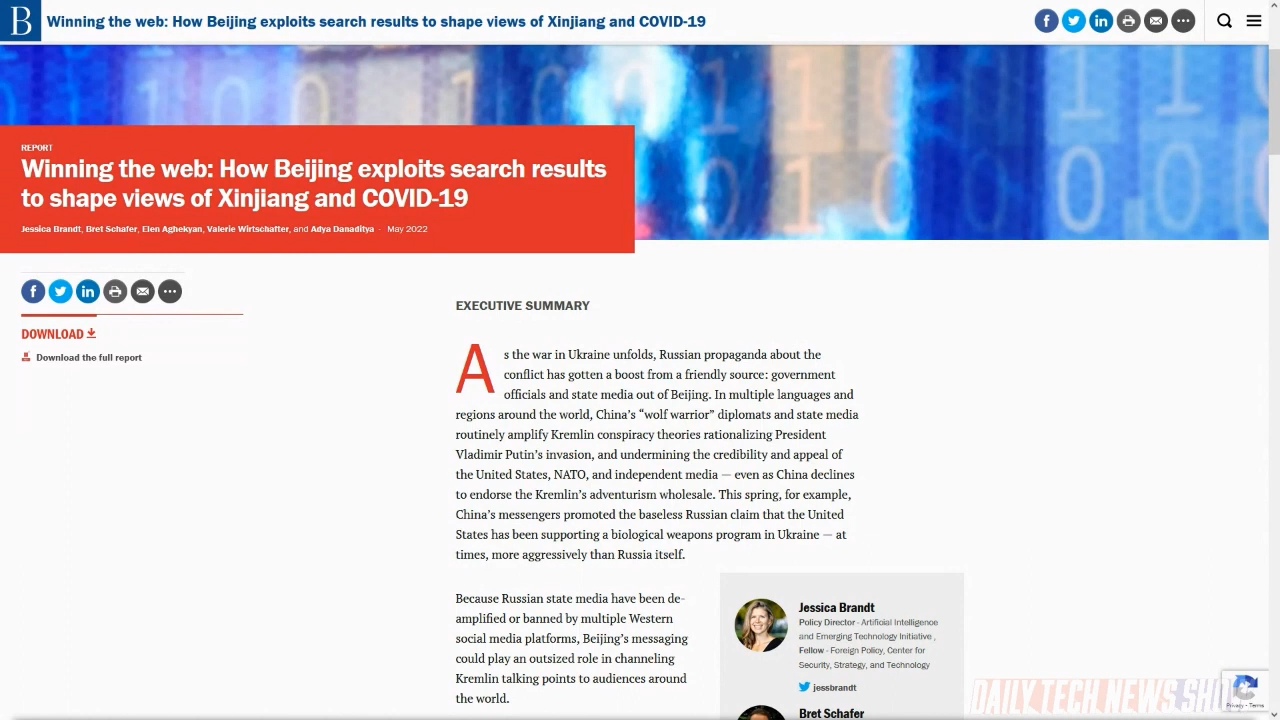 B Winning the web: How Beijing exploits search results to shape views of Xinjiang and COVID-19
REPORT
Winning the web: How Beijing exploits search results
to shape views of Xinjiang and COVID-19
Jessica Brandt, Bret Schafer, Elen Aghekyan, Valerie Wirtschafter, and Adya Danaditya - May 2022
DOWNLOAD
Download the full report
EXECUTIVE SUMMARY
As the war in Ukraine unfolds, Russian propaganda about the
conflict has gotten a boost from a friendly source: government
officials and state media out of Beijing. In multiple languages and
regions around the world, China's “wolf warrior” diplomats and state media
routinely amplify Kremlin conspiracy theories rationalizing President
Vladimir Putin's invasion, and undermining the credibility and appeal of
the United States, NATO, and independent media — even as China declines
to endorse the Kremlin's adventurism wholesale. This spring, for example,
China's messengers promoted the baseless Russian claim that the United
States has been supporting a biological weapons program in Ukraine — at
times, more aggressively than Russia itself.
Because Russian state media have been de-
amplified or banned by multiple Western
social media platforms, Beijing's messaging
could play an outsized role in channeling
Kremlin talking points to audiences around
the world.
Jessica Brandt
Policy Director - Artificial Intelligence
and Emerging Technology Initiative ,
Fellow - Foreign Policy, Center for
Security, Strategy, and Technology
jessbrandt
Bret Schafer
DAILY TECH NEWS SHOW
Privacy - Terms